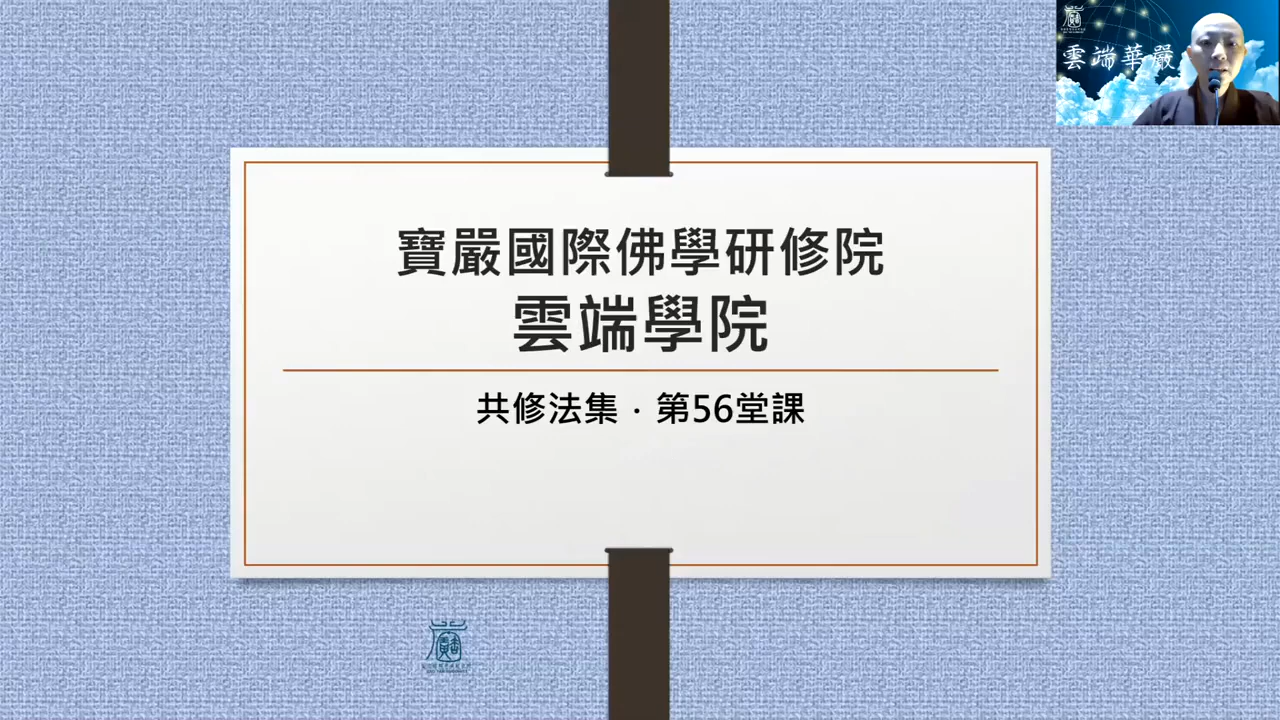 雲端華嚴
寶嚴國際佛學研修院
雲端學院
共修法集．第56堂課